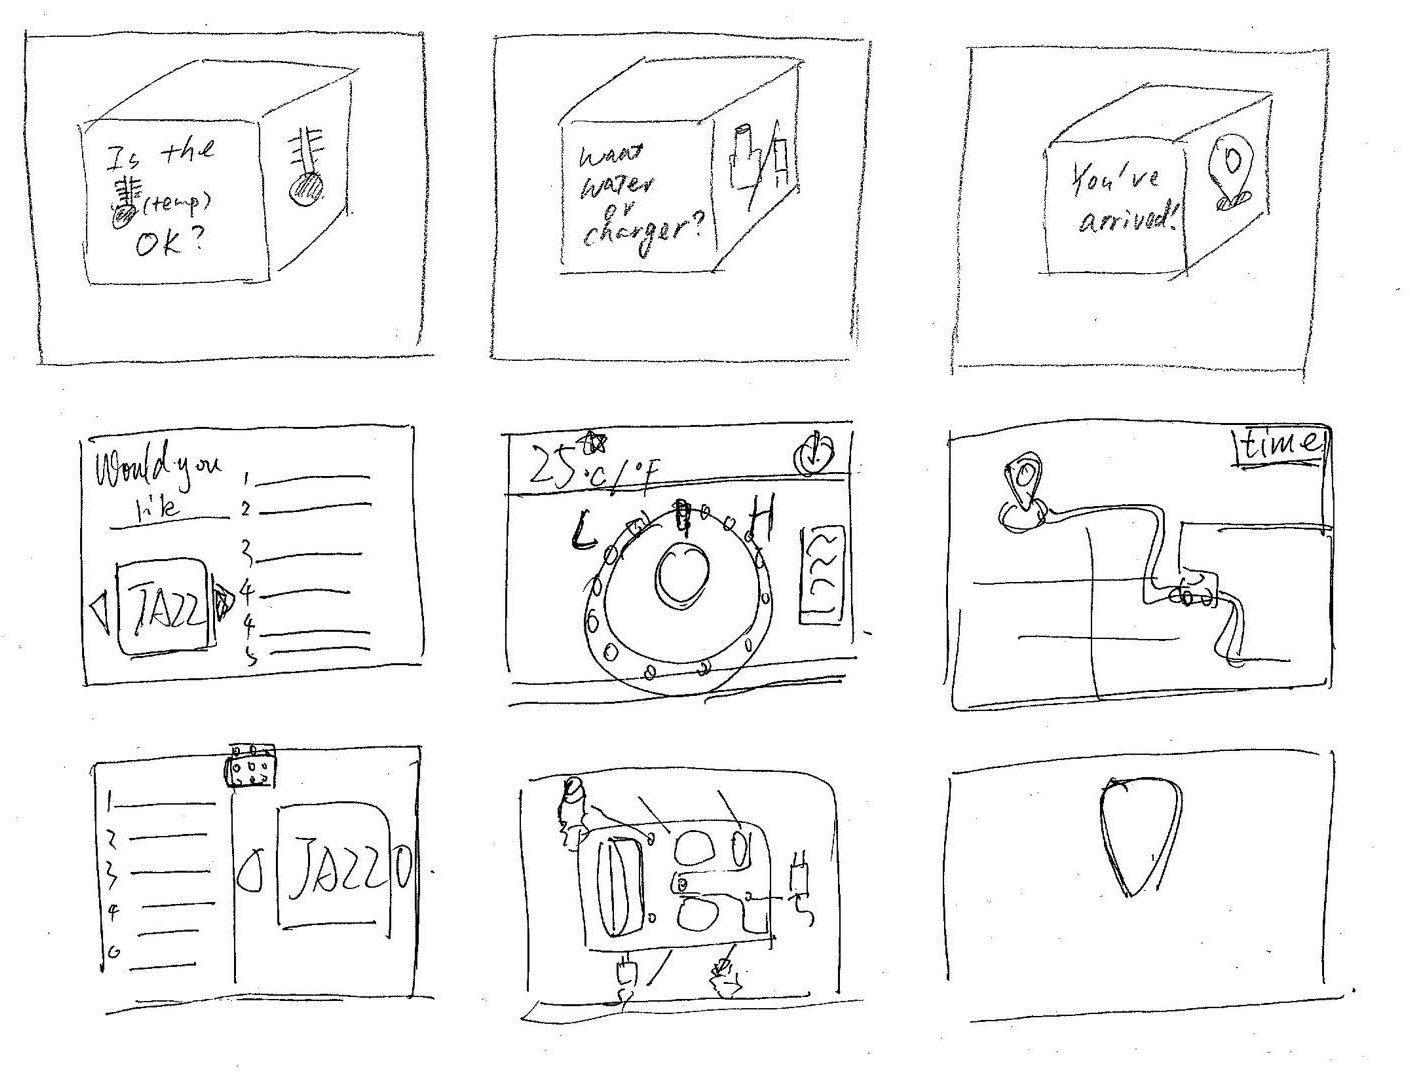 Is the
(temp)
OK?
Want
water
or
charger?
You've
arrived!
Would you
like
1
2
3
4
4
5
JAZZ
25 °C/°F
L
H
time
1
2
3
4
JAZZ